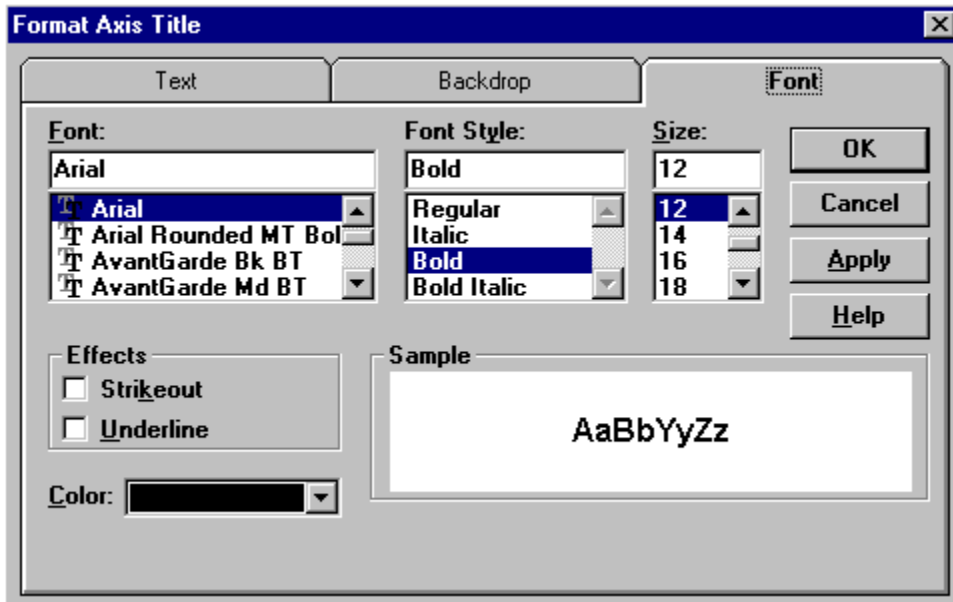 Format Axis Title
Text Backdrop Font
Font: Font Style: Size:
Arial Bold 12
Arial Regular 12
Arial Rounded MT Bol Italic 14
AvantGarde Bk BT Bold 16
AvantGarde Md BT Bold Italic 18
OK
Cancel
Apply
Help
Effects
Strikeout
Underline
Color:
Sample
AaBbYyZz